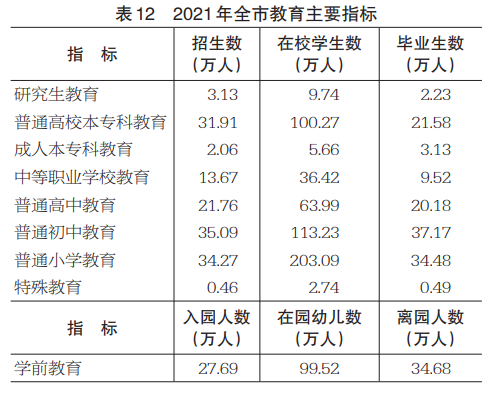 表12 2021年全市教育主要指标
指 标 招生数（万人） 在校学生数（万人） 毕业生数（万人）
研究生教育 3.13 9.74 2.23
普通高校本专科教育 31.91 100.27 21.58
成人本专科教育 2.06 5.66 3.13
中等职业学校教育 13.67 36.42 9.52
普通高中教育 21.76 63.99 20.18
普通初中教育 35.09 113.23 37.17
普通小学教育 34.27 203.09 34.48
特殊教育 0.46 2.74 0.49
指 标 入园人数（万人） 在园幼儿数（万人） 离园人数（万人）
学前教育 27.69 99.52 34.68